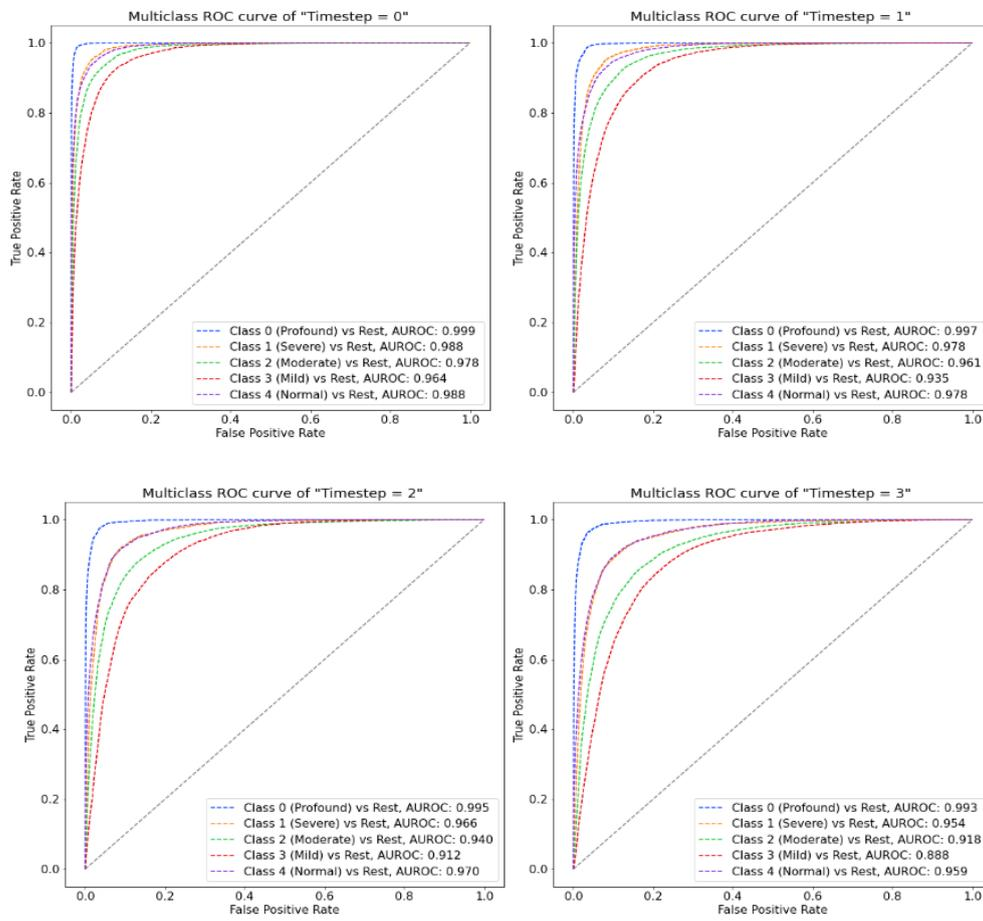 Multiclass ROC curve of "Timestep = 0"
1.0
0.8
0.6
0.4
0.2
0.0
True Positive Rate
Class 0 (Profound) vs Rest, AUROC: 0.999
Class 1 (Severe) vs Rest, AUROC: 0.988
Class 2 (Moderate) vs Rest, AUROC: 0.978
Class 3 (Mild) vs Rest, AUROC: 0.964
Class 4 (Normal) vs Rest, AUROC: 0.988
0.0 0.2 0.4 0.6 0.8 1.0
False Positive Rate
Multiclass ROC curve of "Timestep = 1"
1.0
0.8
0.6
0.4
0.2
0.0
True Positive Rate
Class 0 (Profound) vs Rest, AUROC: 0.997
Class 1 (Severe) vs Rest, AUROC: 0.978
Class 2 (Moderate) vs Rest, AUROC: 0.961
Class 3 (Mild) vs Rest, AUROC: 0.935
Class 4 (Normal) vs Rest, AUROC: 0.978
0.0 0.2 0.4 0.6 0.8 1.0
False Positive Rate
Multiclass ROC curve of "Timestep = 2"
1.0
0.8
0.6
0.4
0.2
0.0
True Positive Rate
Class 0 (Profound) vs Rest, AUROC: 0.995
Class 1 (Severe) vs Rest, AUROC: 0.966
Class 2 (Moderate) vs Rest, AUROC: 0.940
Class 3 (Mild) vs Rest, AUROC: 0.912
Class 4 (Normal) vs Rest, AUROC: 0.970
0.0 0.2 0.4 0.6 0.8 1.0
False Positive Rate
Multiclass ROC curve of "Timestep = 3"
1.0
0.8
0.6
0.4
0.2
0.0
True Positive Rate
Class 0 (Profound) vs Rest, AUROC: 0.993
Class 1 (Severe) vs Rest, AUROC: 0.954
Class 2 (Moderate) vs Rest, AUROC: 0.918
Class 3 (Mild) vs Rest, AUROC: 0.888
Class 4 (Normal) vs Rest, AUROC: 0.959
0.0 0.2 0.4 0.6 0.8 1.0
False Positive Rate